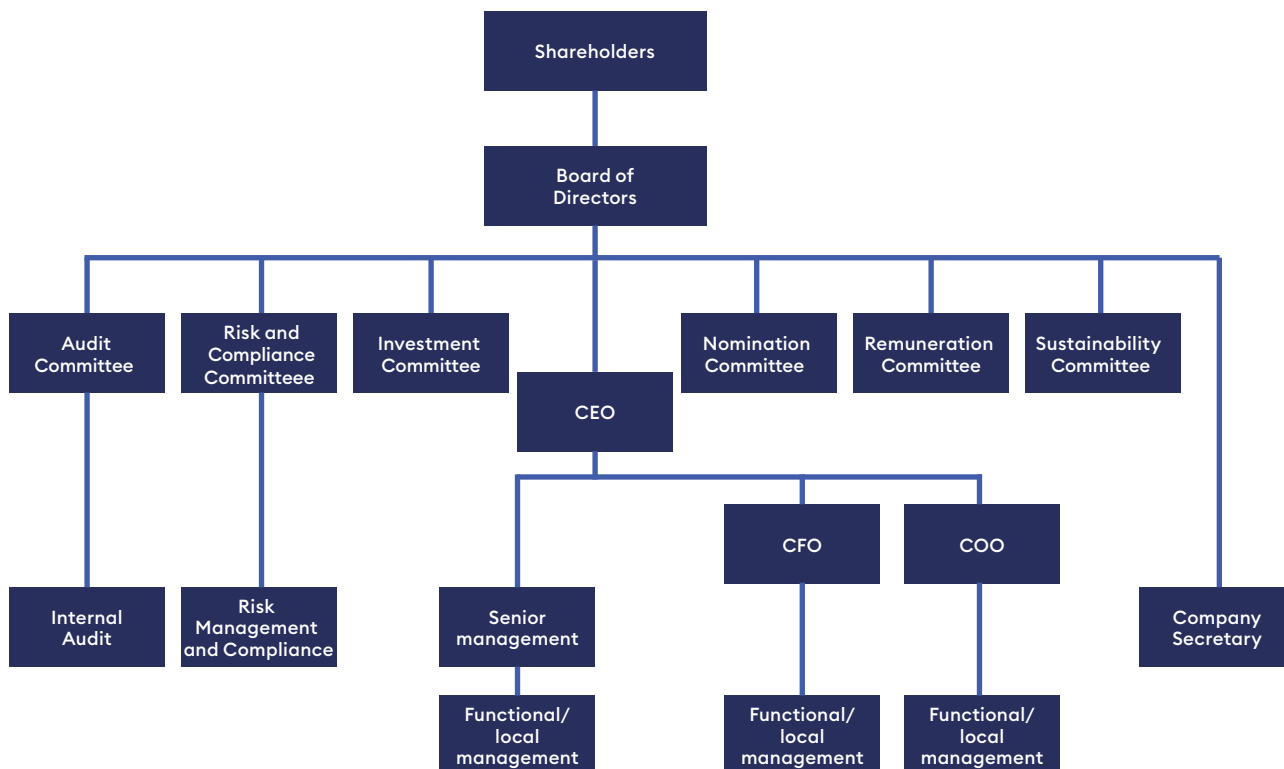 Shareholders
Board of
Directors
Audit
Committee
Risk and
Compliance
Committeee
Investment
Committee
Nomination
Committee
Remuneration
Committee
Sustainability
Committee
CEO
CFO
COO
Internal
Audit
Risk
Management
and Compliance
Senior
management
Company
Secretary
Functional/
local
management
Functional/
local
management
Functional/
local
management